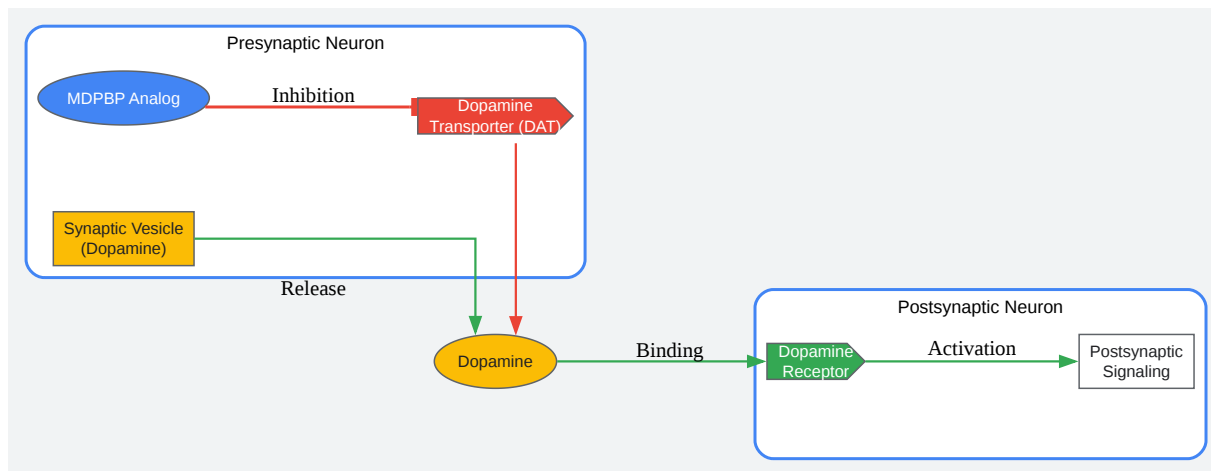 Presynaptic Neuron
MDPBP Analog
Inhibition
Dopamine
Transporter (DAT)
Synaptic Vesicle
(Dopamine)
Release
Postsynaptic Neuron
Dopamine
Binding
Dopamine
Receptor
Activation
Postsynaptic
Signaling